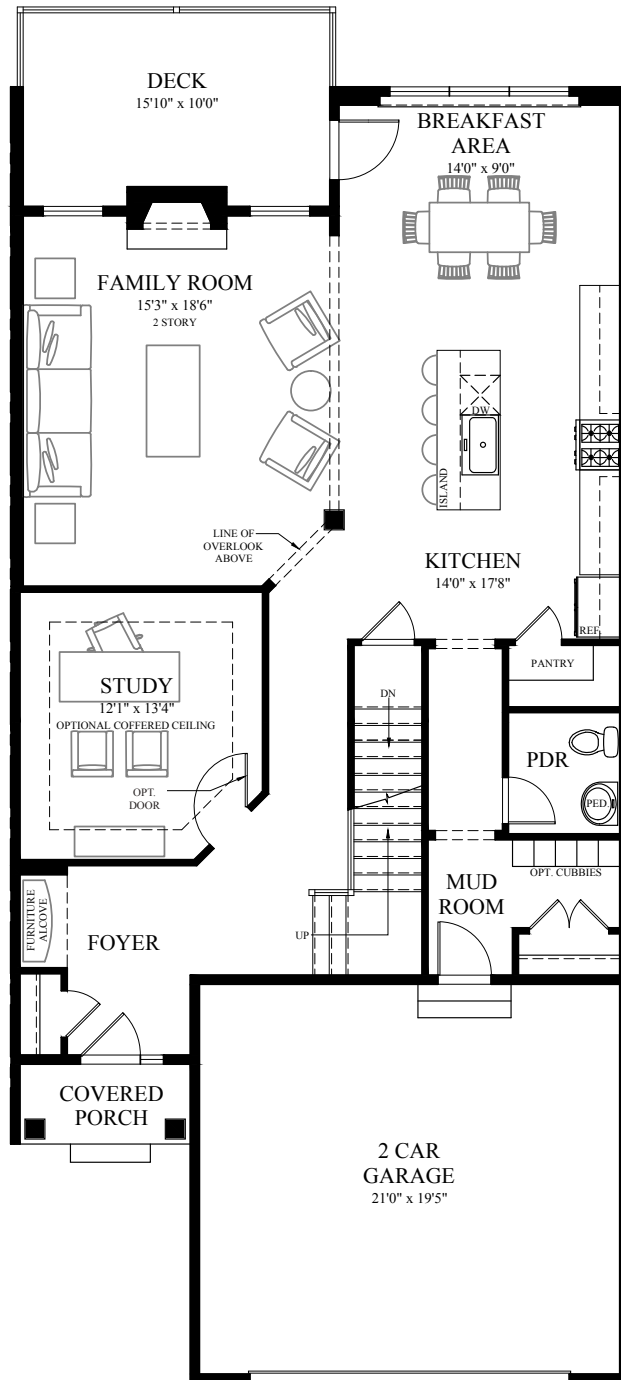 DECK
15'10" x 10'0"
BREAKFAST
AREA
14'0" x 9'0"
FAMILY ROOM
15'3" x 18'6"
2 STORY
DW
ISLAND
LINE OF
OVERLOOK
ABOVE
KITCHEN
14'0" x 17'8"
REF.
PANTRY
STUDY
12'1" x 13'4"
OPTIONAL COFFERED CEILING
OPT.
DOOR
DN
PDR
PED.
UP
MUD
ROOM
OPT. CUBBIES
FURNITURE
ALCOVE
FOYER
COVERED
PORCH
2 CAR
GARAGE
21'0" x 19'5"